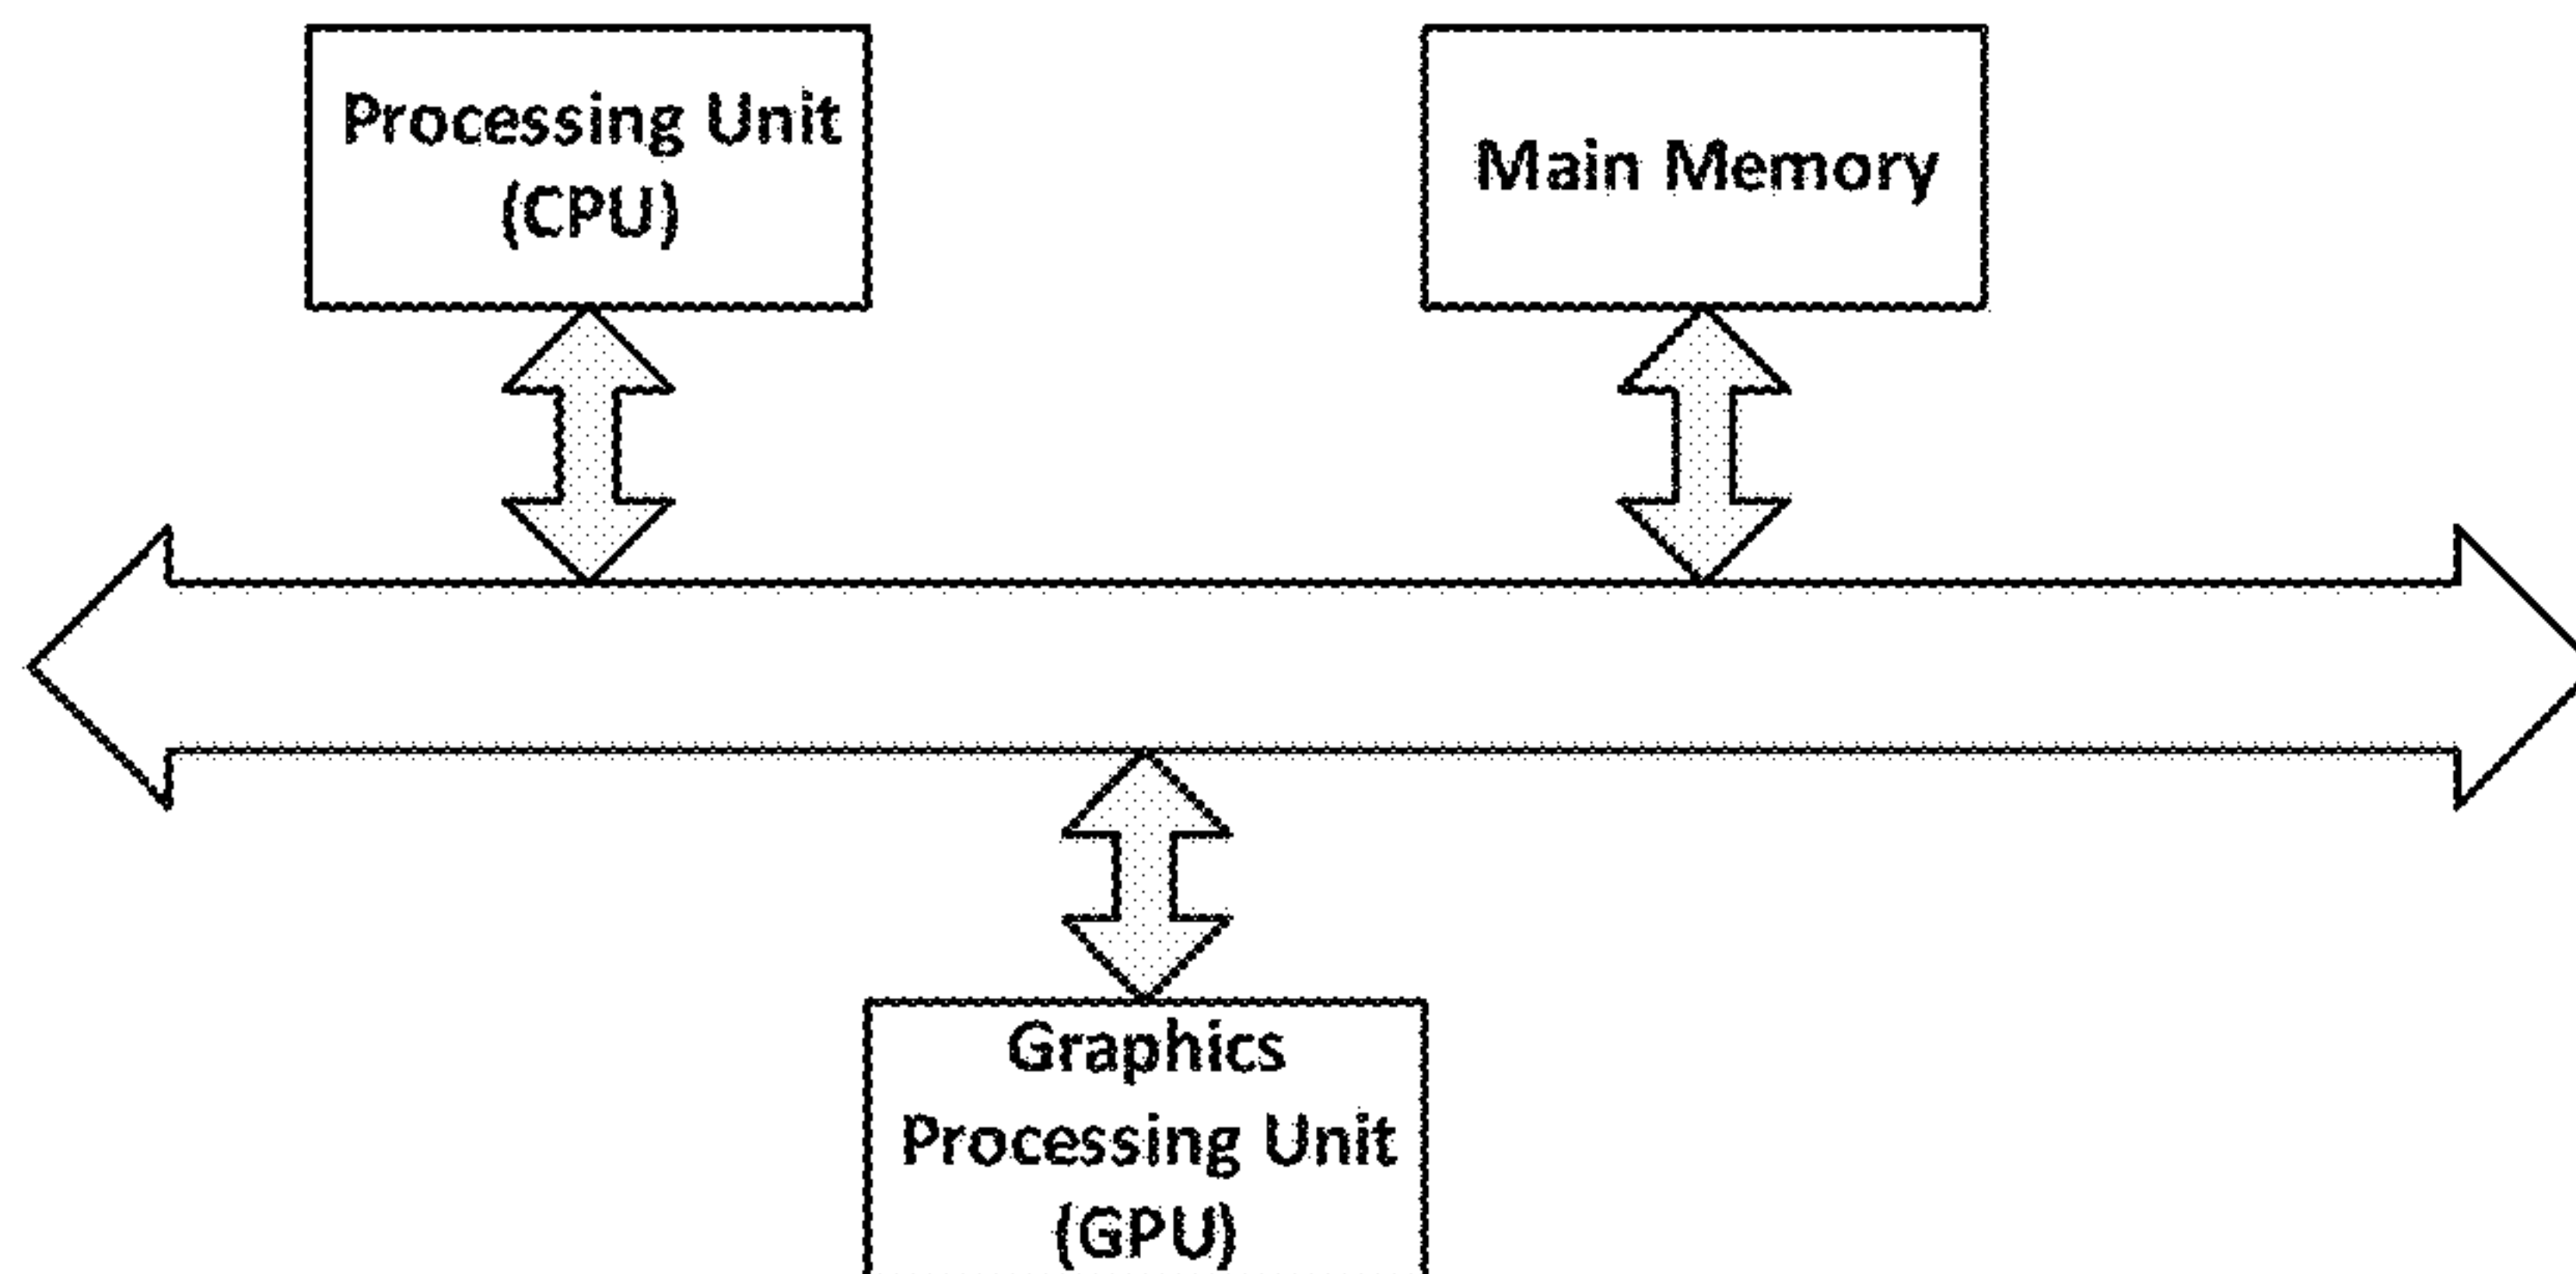 Processing Unit
(CPU)
Main Memory
Graphics
Processing Unit
(GPU)